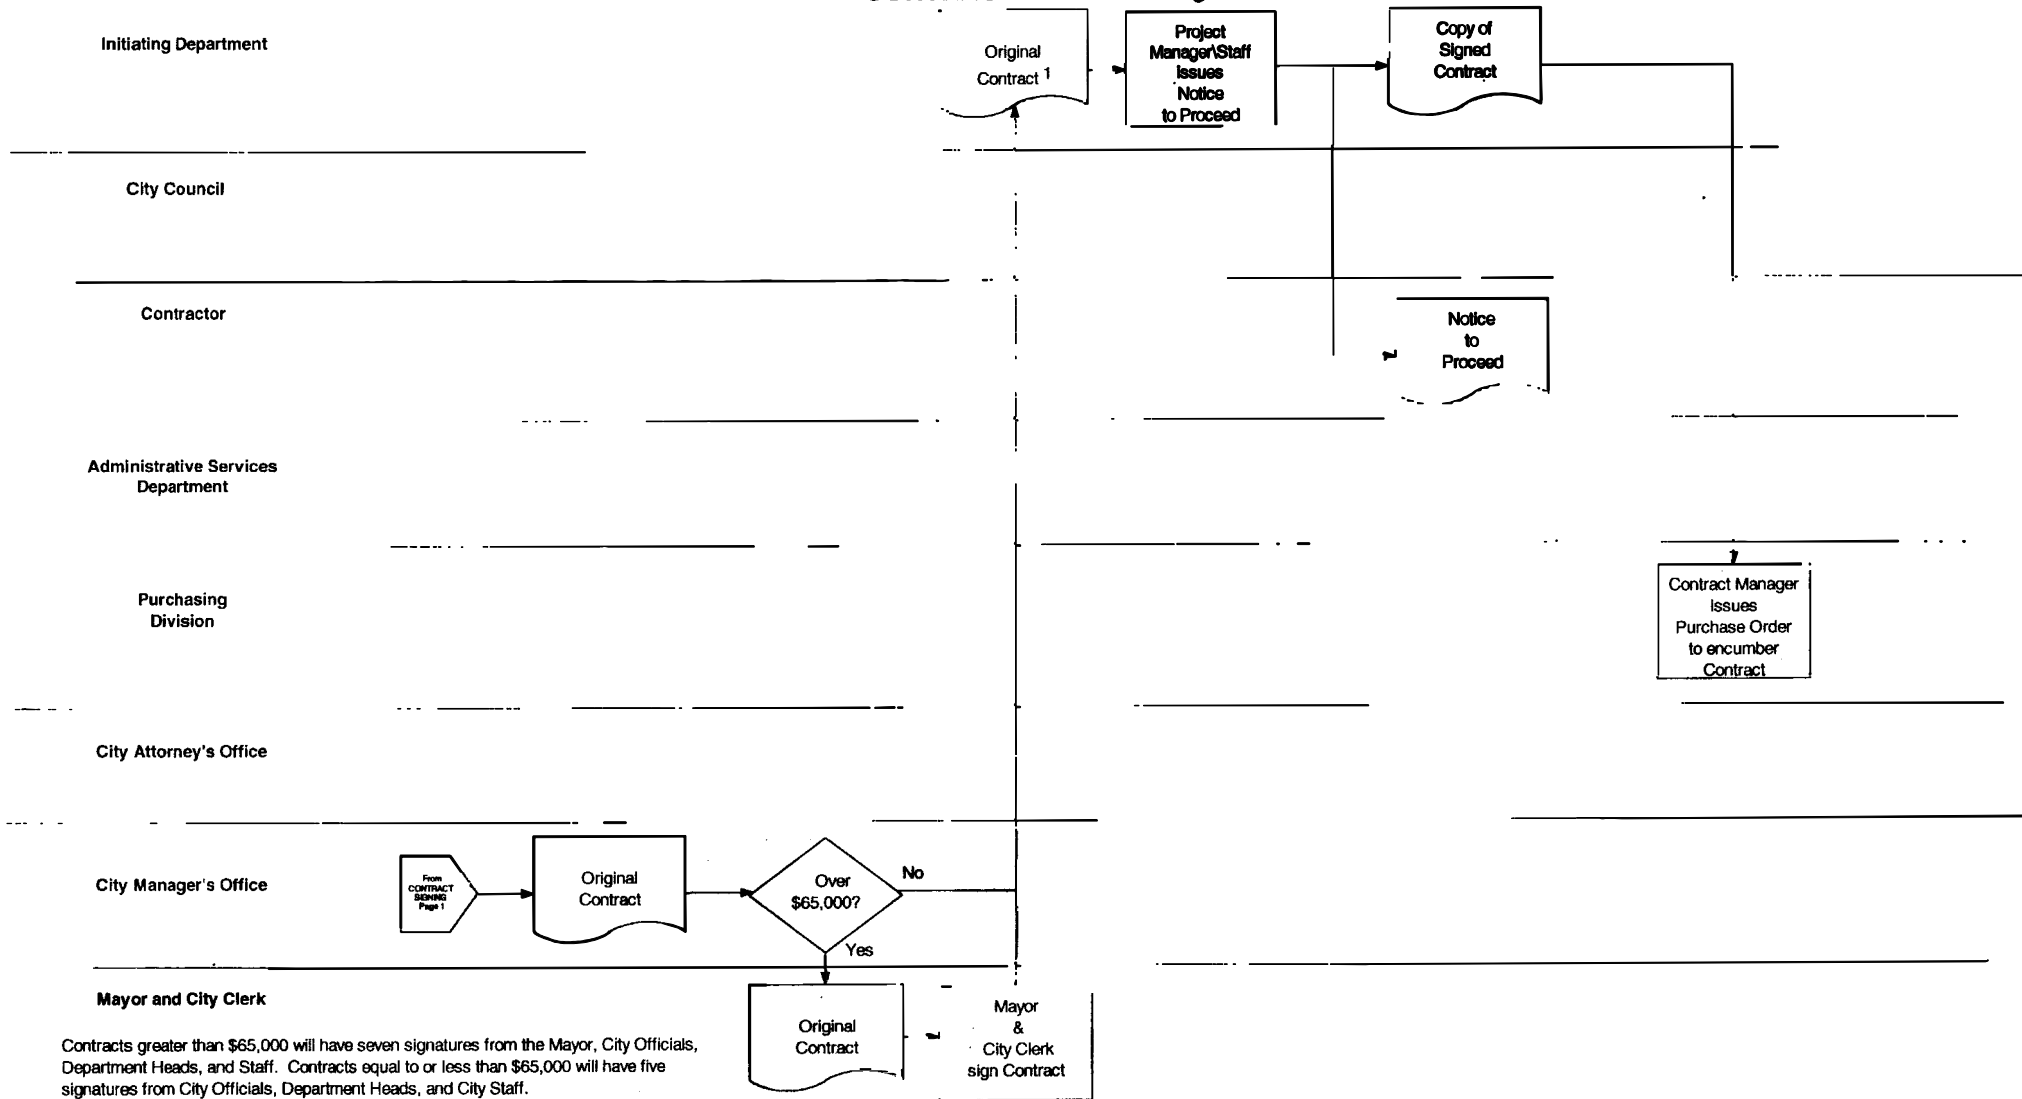 Initiating Department
Original
Contract 1
Project
Manager\Staff
Issues
Notice
to Proceed
Copy of
Signed
Contract
City Council
Contractor
Notice
to
Proceed
Administrative Services
Department
Purchasing
Division
Contract Manager
Issues
Purchase Order
to encumber
Contract
City Attorney's Office
City Manager's Office
From
CONTRACT
SIGNING
Page 1
Original
Contract
Over
$65,000?
No
Yes
Mayor and City Clerk
Original
Contract
Mayor
&
City Clerk
sign Contract
Contracts greater than $65,000 will have seven signatures from the Mayor, City Officials,
Department Heads, and Staff. Contracts equal to or less than $65,000 will have five
signatures from City Officials, Department Heads, and City Staff.